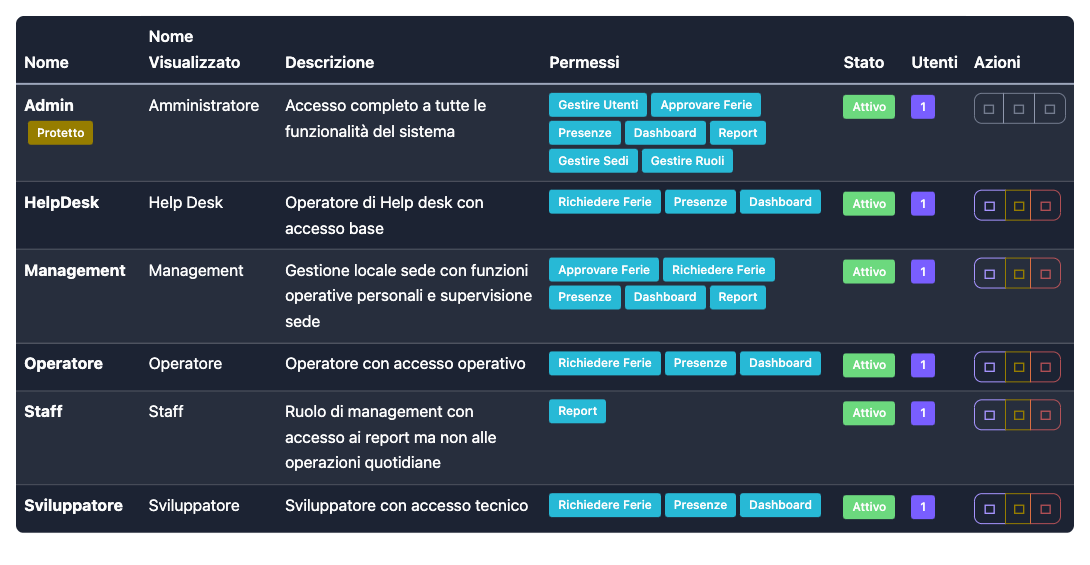 Nome
Nome Visualizzato
Descrizione
Permessi
Stato
Utenti
Azioni
Admin
Protetto
Amministratore
Accesso completo a tutte le
funzionalità del sistema
Gestire Utenti
Approvare Ferie
Presenze
Dashboard
Report
Gestire Sedi
Gestire Ruoli
Attivo
1
HelpDesk
Help Desk
Operatore di Help desk con
accesso base
Richiedere Ferie
Presenze
Dashboard
Attivo
1
Management
Management
Gestione locale sede con funzioni
operative personali e supervisione
sede
Approvare Ferie
Richiedere Ferie
Presenze
Dashboard
Report
Attivo
1
Operatore
Operatore
Operatore con accesso operativo
Richiedere Ferie
Presenze
Dashboard
Attivo
1
Staff
Staff
Ruolo di management con
accesso ai report ma non alle
operazioni quotidiane
Report
Attivo
1
Sviluppatore
Sviluppatore
Sviluppatore con accesso tecnico
Richiedere Ferie
Presenze
Dashboard
Attivo
1